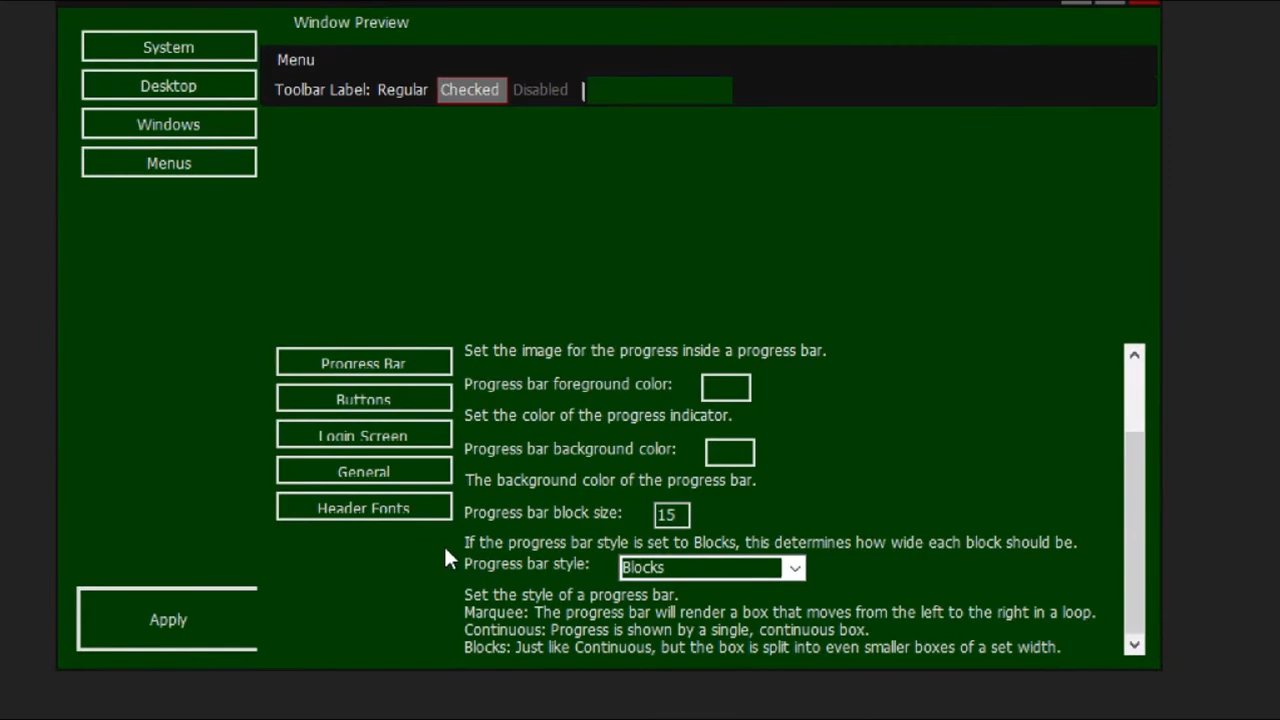 Window Preview
System
Desktop
Windows
Menus
Menu
Toolbar Label: Regular Checked Disabled
Progress Bar
Buttons
Login Screen
General
Header Fonts
Set the image for the progress inside a progress bar.
Progress bar foreground color:
Set the color of the progress indicator.
Progress bar background color:
The background color of the progress bar.
Progress bar block size: 15
If the progress bar style is set to Blocks, this determines how wide each block should be.
Progress bar style: Blocks
Set the style of a progress bar.
Marquee: The progress bar will render a box that moves from the left to the right in a loop.
Continuous: Progress is shown by a single, continuous box.
Blocks: Just like Continuous, but the box is split into even smaller boxes of a set width.
Apply